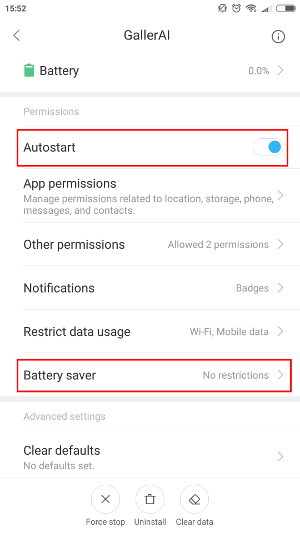 15:52
GallerAI
Battery
0.0%
Permissions
Autostart
App permissions
Manage permissions related to location, storage, phone,
messages, and contacts.
Other permissions
Allowed 2 permissions
Notifications
Badges
Restrict data usage
Wi-Fi, Mobile data
Battery saver
No restrictions
Advanced settings
Clear defaults
No defaults set.
Force stop
Uninstall
Clear data